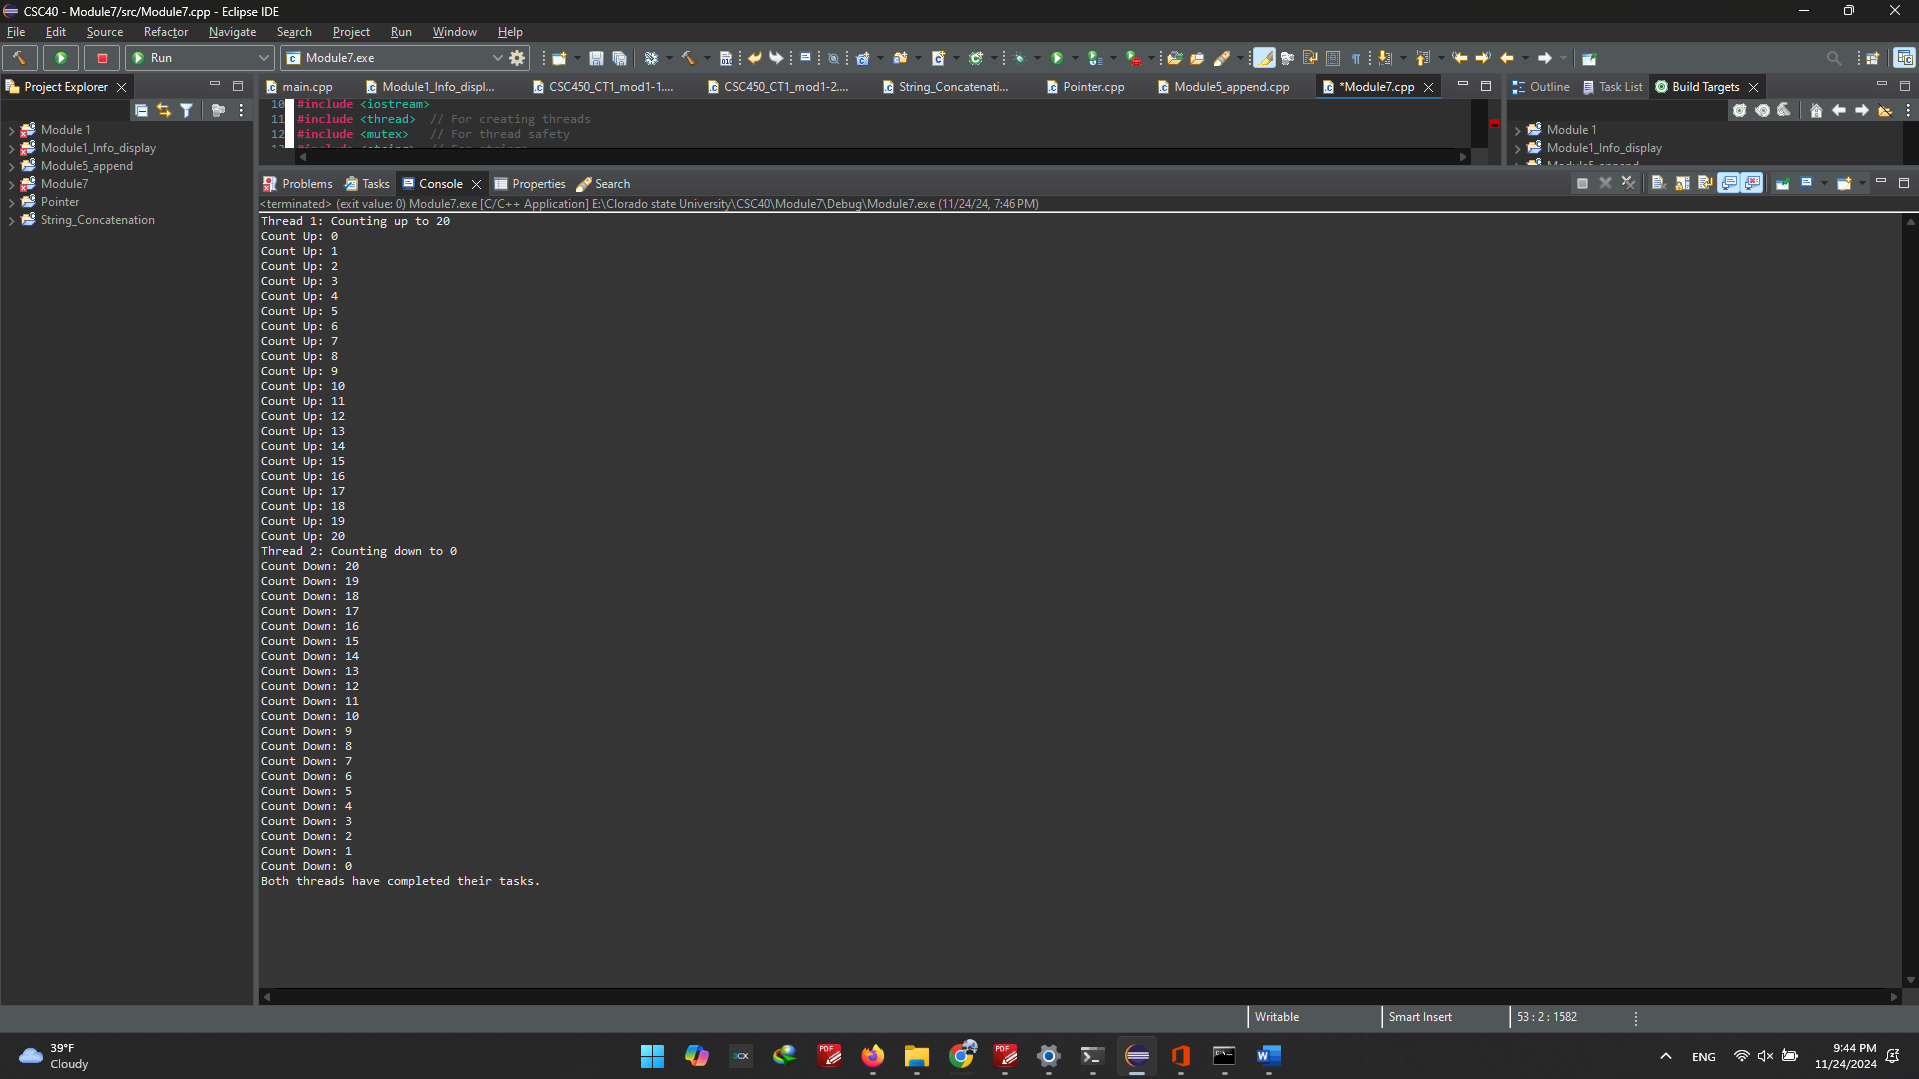 CSC40 - Module7/src/Module7.cpp - Eclipse IDE
File Edit Source Refactor Navigate Search Project Run Window Help
Run
Module7.exe
Project Explorer
Module 1
Module1_Info_display
Module5_append
Module7
Pointer
String_Concatenation
main.cpp
Module1_Info_displ...
CSC450_CT1_mod1-1....
CSC450_CT1_mod1-2....
String_Concatenati...
Pointer.cpp
Module5_append.cpp
*Module7.cpp
10 #include <iostream>
11 #include <thread> // For creating threads
12 #include <mutex> // For thread safety
Outline
Task List
Build Targets
Module 1
Module1_Info_display
Module5_append
Problems
Tasks
Console
Properties
Search
<terminated> (exit value: 0) Module7.exe [C/C++ Application] E:\Clorado state University\CSC40\Module7\Debug\Module7.exe (11/24/24, 7:46 PM)
Thread 1: Counting up to 20
Count Up: 0
Count Up: 1
Count Up: 2
Count Up: 3
Count Up: 4
Count Up: 5
Count Up: 6
Count Up: 7
Count Up: 8
Count Up: 9
Count Up: 10
Count Up: 11
Count Up: 12
Count Up: 13
Count Up: 14
Count Up: 15
Count Up: 16
Count Up: 17
Count Up: 18
Count Up: 19
Count Up: 20
Thread 2: Counting down to 0
Count Down: 20
Count Down: 19
Count Down: 18
Count Down: 17
Count Down: 16
Count Down: 15
Count Down: 14
Count Down: 13
Count Down: 12
Count Down: 11
Count Down: 10
Count Down: 9
Count Down: 8
Count Down: 7
Count Down: 6
Count Down: 5
Count Down: 4
Count Down: 3
Count Down: 2
Count Down: 1
Count Down: 0
Both threads have completed their tasks.
Writable
Smart Insert
53 : 2 : 1582
39°F
Cloudy
3CX
PDF
PDF
ENG
9:44 PM
11/24/2024